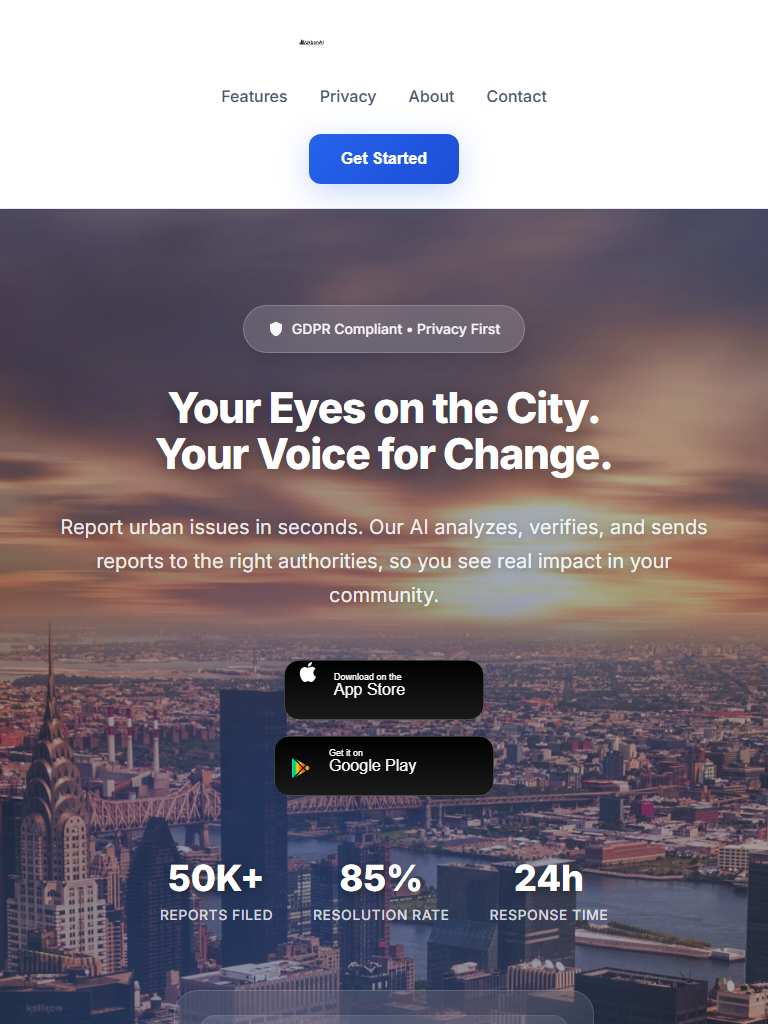 Features Privacy About Contact
Get Started
GDPR Compliant • Privacy First
Your Eyes on the City.
Your Voice for Change.
Report urban issues in seconds. Our AI analyzes, verifies, and sends
reports to the right authorities, so you see real impact in your
community.
Download on the
App Store
Get it on
Google Play
50K+ 85% 24h
REPORTS FILED RESOLUTION RATE RESPONSE TIME